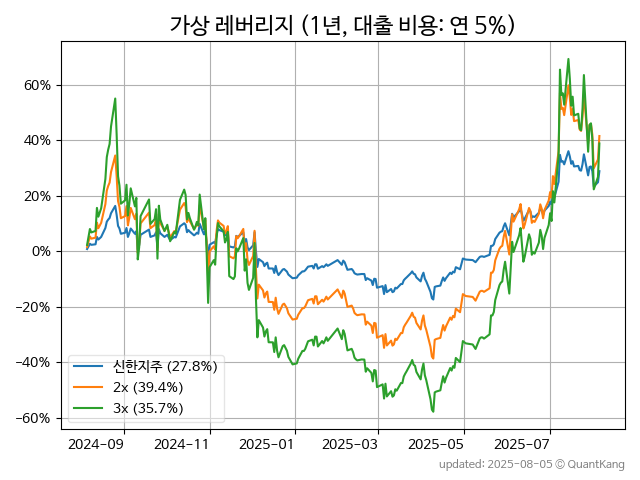 가상 레버리지 (1년, 대출 비용: 연 5%)
60%
40%
20%
0%
−20%
−40%
−60%
신한지주 (27.8%)
2x (39.4%)
3x (35.7%)
2024-09
2024-11
2025-01
2025-03
2025-05
2025-07
updated: 2025-08-05 © QuantKang